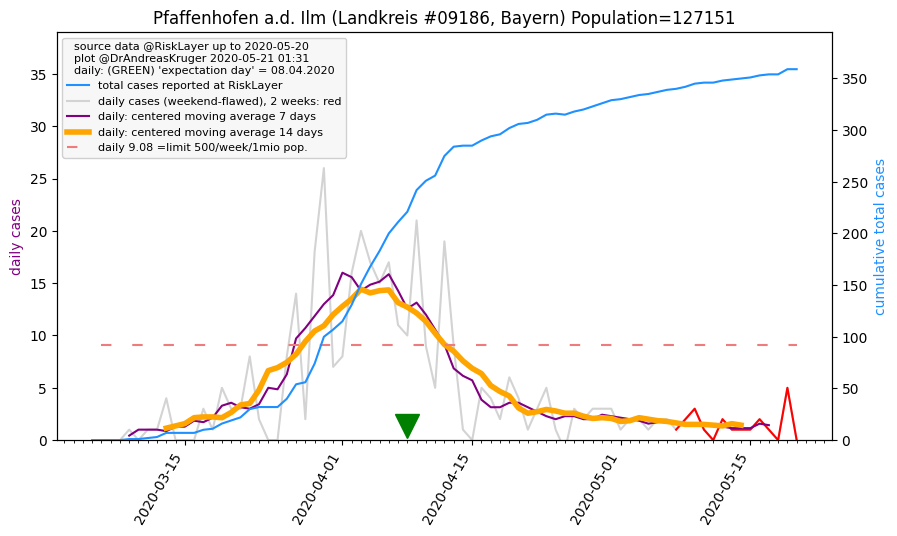 Pfaffenhofen a.d. Ilm (Landkreis #09186, Bayern) Population=127151
source data @RiskLayer up to 2020-05-20
plot @DrAndreasKruger 2020-05-21 01:31
daily: (GREEN) 'expectation day' = 08.04.2020
total cases reported at RiskLayer
daily cases (weekend-flawed), 2 weeks: red
daily: centered moving average 7 days
daily: centered moving average 14 days
daily 9.08 =limit 500/week/1mio pop.
daily cases
35
30
25
20
15
10
5
0
cumulative total cases
350
300
250
200
150
100
50
0
2020-03-15
2020-04-01
2020-04-15
2020-05-01
2020-05-15